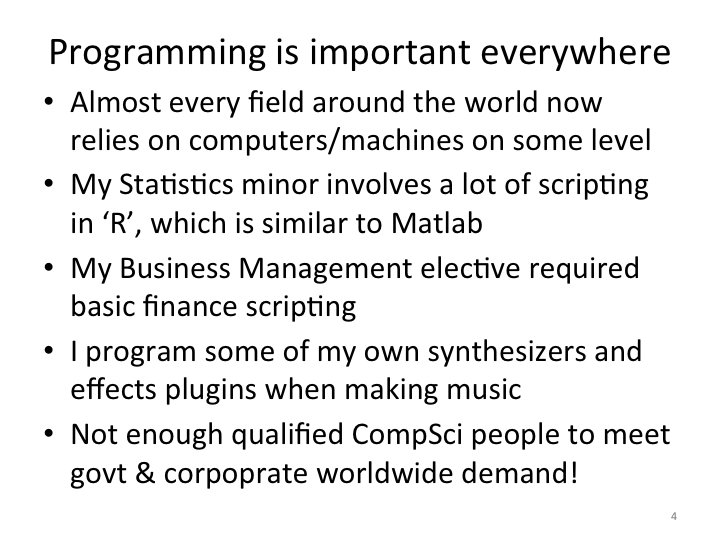 Programming is important everywhere
• Almost every field around the world now
relies on computers/machines on some level
• My Statistics minor involves a lot of scripting
in ‘R’, which is similar to Matlab
• My Business Management elective required
basic finance scripting
• I program some of my own synthesizers and
effects plugins when making music
• Not enough qualified CompSci people to meet
govt & corpoprate worldwide demand!
4